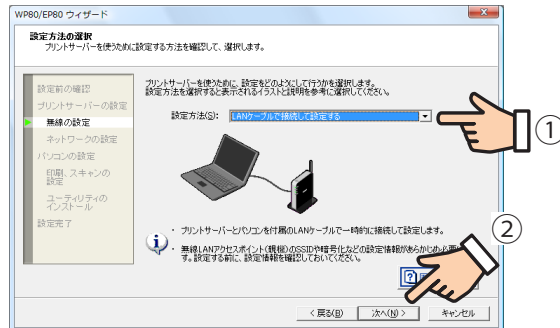 WP80/EP80 ウィザード
設定方法の選択
プリントサーバーを使うために設定する方法を確認して、選択します。
設定前の確認
プリントサーバーの設定
無線の設定
ネットワークの設定
パソコンの設定
印刷、スキャンの
設定
ユーティリティの
インストール
設定完了
プリントサーバーを使うために、設定をどのようにして行うかを選択します。
設定方法を選択すると表示されるイラストと説明を参考に選択してください。
設定方法(S):
LANケーブルで接続して設定する
①
・ プリントサーバーとパソコンを付属のLANケーブルで一時的に接続して設定します。
・ 無線LANアクセスポイント(親機)のSSIDや暗号化などの設定情報があらかじめ必要
す。設定する前に、設定情報を確認しておいてください。
②
< 戻る(B)
次へ(N) >
キャンセル